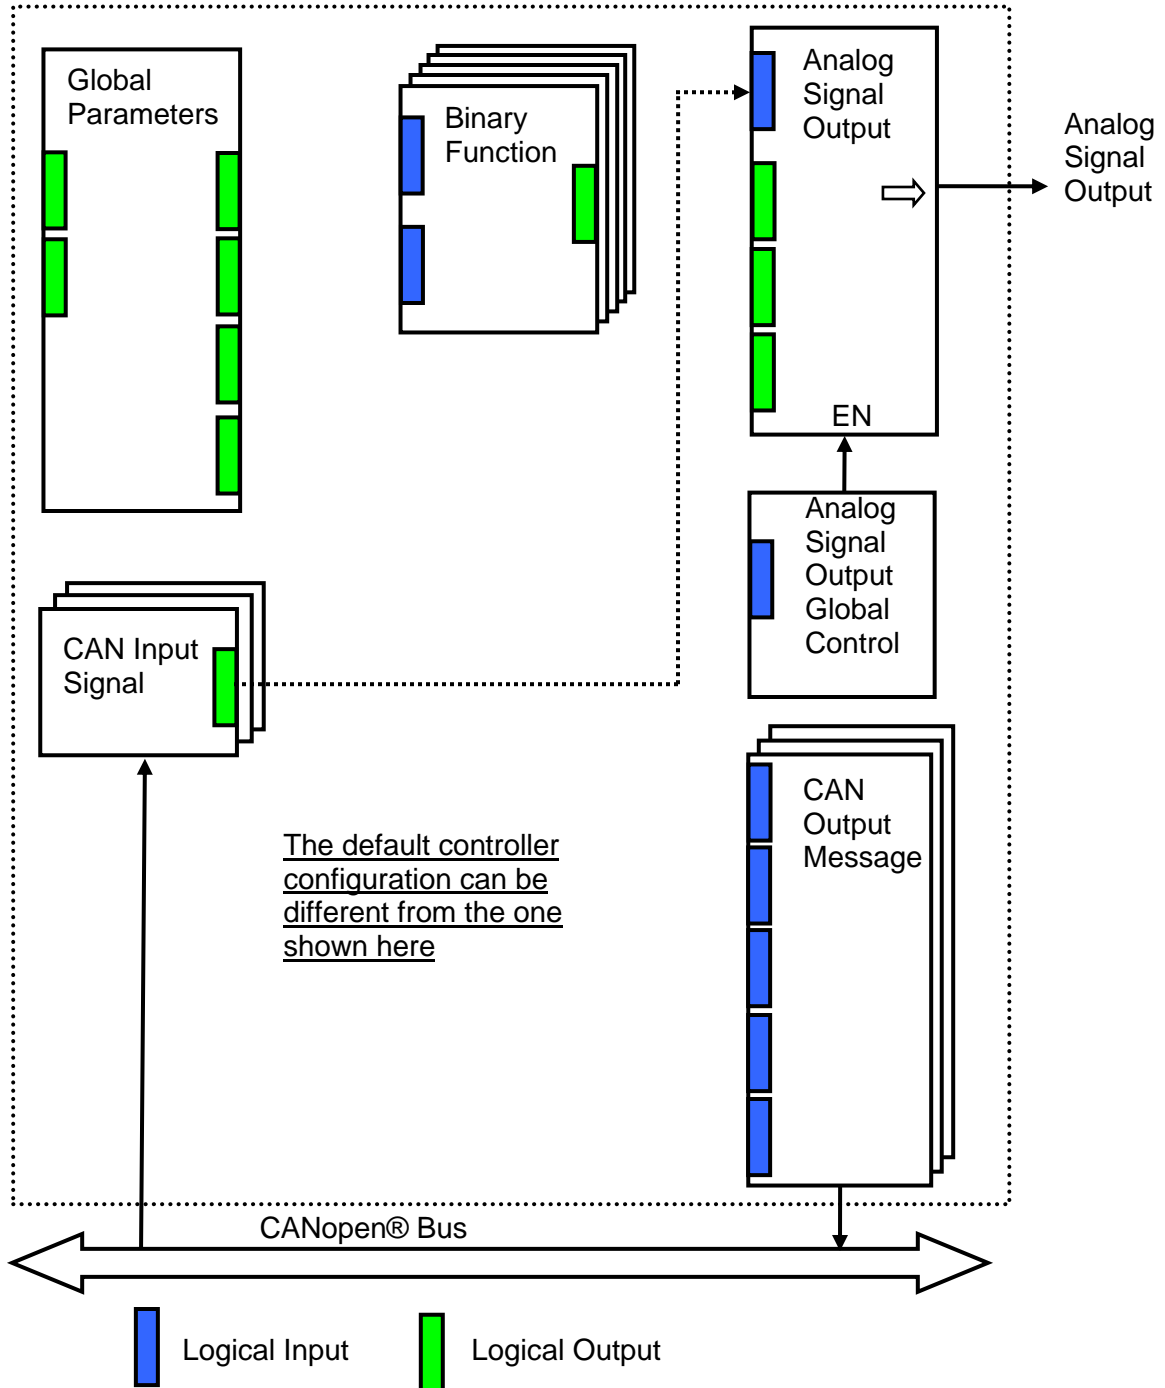 Global
Parameters
Binary
Function
Analog
Signal
Output
EN
Analog
Signal
Output
Analog
Signal
Output
Global
Control
CAN Input
Signal
CAN
Output
Message
The default controller
configuration can be
different from the one
shown here
CANopen® Bus
Logical Input
Logical Output